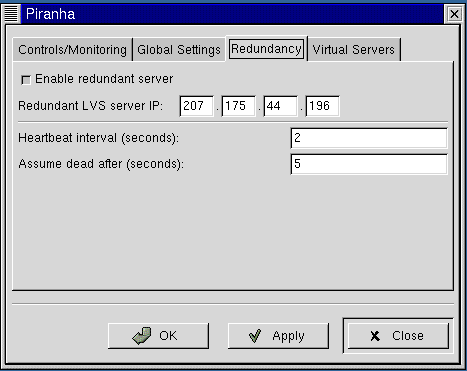 Piranha
Controls/Monitoring Global Settings Redundancy Virtual Servers
Enable redundant server
Redundant LVS server IP: 207 . 175 . 44 . 196
Heartbeat interval (seconds): 2
Assume dead after (seconds): 5
OK Apply Close